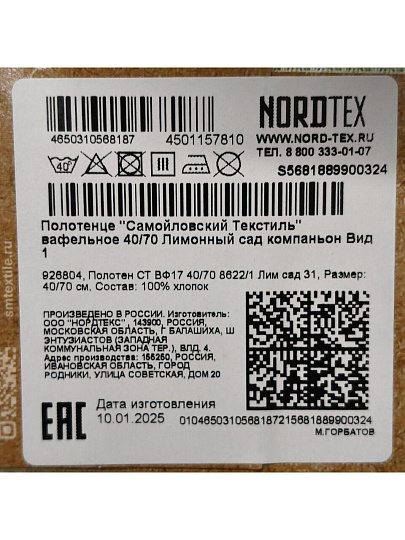 NORDTEX
4650310568187
4501157810
WWW.NORD-TEX.RU
ТЕЛ. 8 800 333-01-07
40
S5681889900324
Полотенце "Самойловский Текстиль"
вафельное 40/70 Лимонный сад компаньон Вид
1
926804, Полотен СТ ВФ17 40/70 8622/1 Лим сад 31, Размер:
40/70 см, Состав: 100% хлопок
ПРОИЗВЕДЕНО В РОССИИ. Изготовитель:
ООО "НОРДТЕКС" , 143900, РОССИЯ,
МОСКОВСКАЯ ОБЛАСТЬ, Г БАЛАШИХА, Ш
ЭНТУЗИАСТОВ (ЗАПАДНАЯ
КОММУНАЛЬНАЯ ЗОНА ТЕР.), ВЛД. 4.
Адрес производства: 155250, РОССИЯ,
ИВАНОВСКАЯ ОБЛАСТЬ, ГОРОД
РОДНИКИ, УЛИЦА СОВЕТСКАЯ, ДОМ 20
EAC
Дата изготовления
10.01.2025
0104650310568187215681889900324
М.ГОРБАТОВ
smtextile.ru